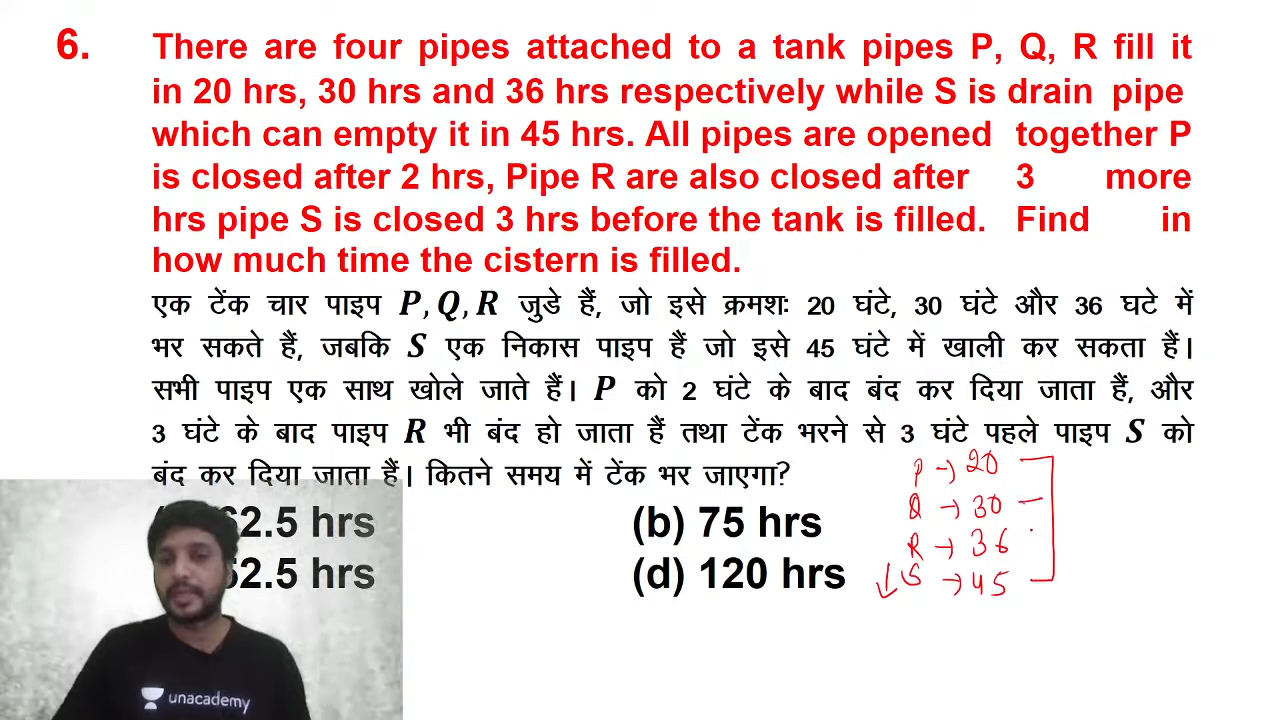 6. There are four pipes attached to a tank pipes P, Q, R fill it
in 20 hrs, 30 hrs and 36 hrs respectively while S is drain pipe
which can empty it in 45 hrs. All pipes are opened together P
is closed after 2 hrs, Pipe R are also closed after 3 more
hrs pipe S is closed 3 hrs before the tank is filled. Find in
how much time the cistern is filled.
एक टेंक चार पाइप P, Q, R जुडे हैं, जो इसे क्रमशः 20 घंटे, 30 घंटे और 36 घटे में
भर सकते हैं, जबकि S एक निकास पाइप हैं जो इसे 45 घंटे में खाली कर सकता हैं।
सभी पाइप एक साथ खोले जाते हैं। P को 2 घंटे के बाद बंद कर दिया जाता हैं, और
3 घंटे के बाद पाइप R भी बंद हो जाता हैं तथा टेंक भरने से 3 घंटे पहले पाइप S को
बंद कर दिया जाता हैं। कितने समय में टेंक भर जाएगा?
P → 20
Q → 30
R → 36
S → 45
62.5 hrs (b) 75 hrs
52.5 hrs (d) 120 hrs
unacademy